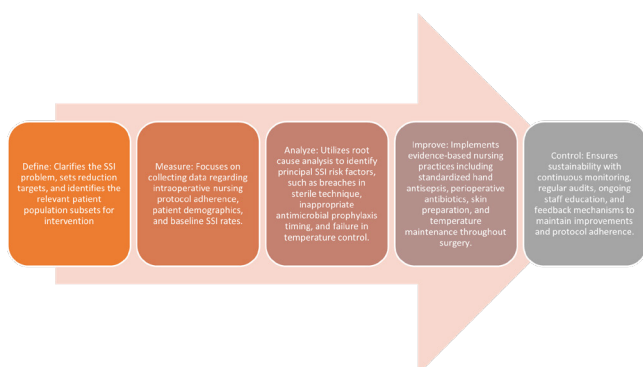 Define: Clarifies the SSI
problem, sets reduction
targets, and identifies the
relevant patient
population subsets for
intervention
Measure: Focuses on
collecting data regarding
intraoperative nursing
protocol adherence,
patient demographics,
and baseline SSI rates.
Analyze: Utilizes root
cause analysis to identify
principal SSI risk factors,
such as breaches in
sterile technique,
inappropriate
antimicrobial prophylaxis
timing, and failure in
temperature control.
Improve: Implements
evidence-based nursing
practices including
standardized hand
antisepsis, perioperative
antibiotics, skin
preparation, and
temperature
maintenance throughout
surgery.
Control: Ensures
sustainability with
continuous monitoring,
regular audits, ongoing
staff education, and
feedback mechanisms to
maintain improvements
and protocol adherence.